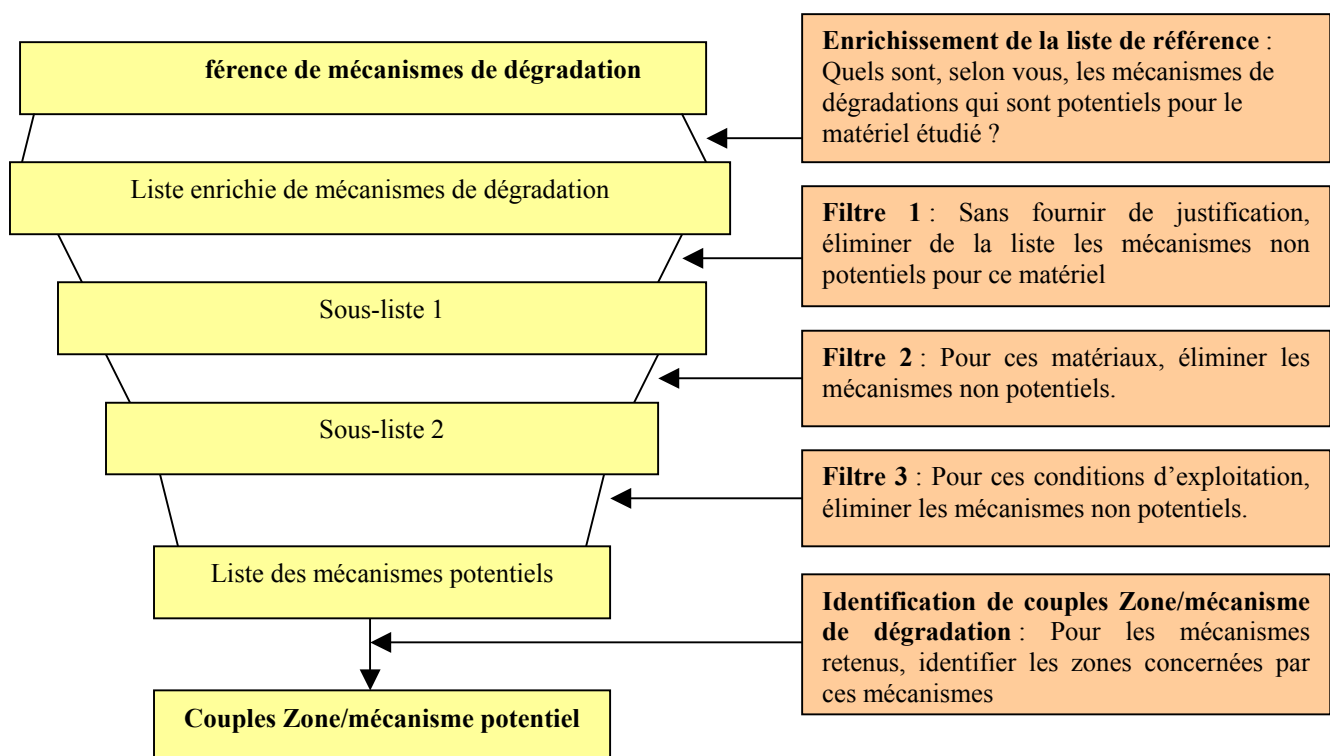 férence de mécanismes de dégradation
Enrichissement de la liste de référence :
Quels sont, selon vous, les mécanismes de
dégradations qui sont potentiels pour le
matériel étudié ?
Liste enrichie de mécanismes de dégradation
Filtre 1 : Sans fournir de justification,
éliminer de la liste les mécanismes non
potentiels pour ce matériel
Sous-liste 1
Filtre 2 : Pour ces matériaux, éliminer les
mécanismes non potentiels.
Sous-liste 2
Filtre 3 : Pour ces conditions d’exploitation,
éliminer les mécanismes non potentiels.
Liste des mécanismes potentiels
Identification de couples Zone/mécanisme
de dégradation : Pour les mécanismes
retenus, identifier les zones concernées par
ces mécanismes
Couples Zone/mécanisme potentiel